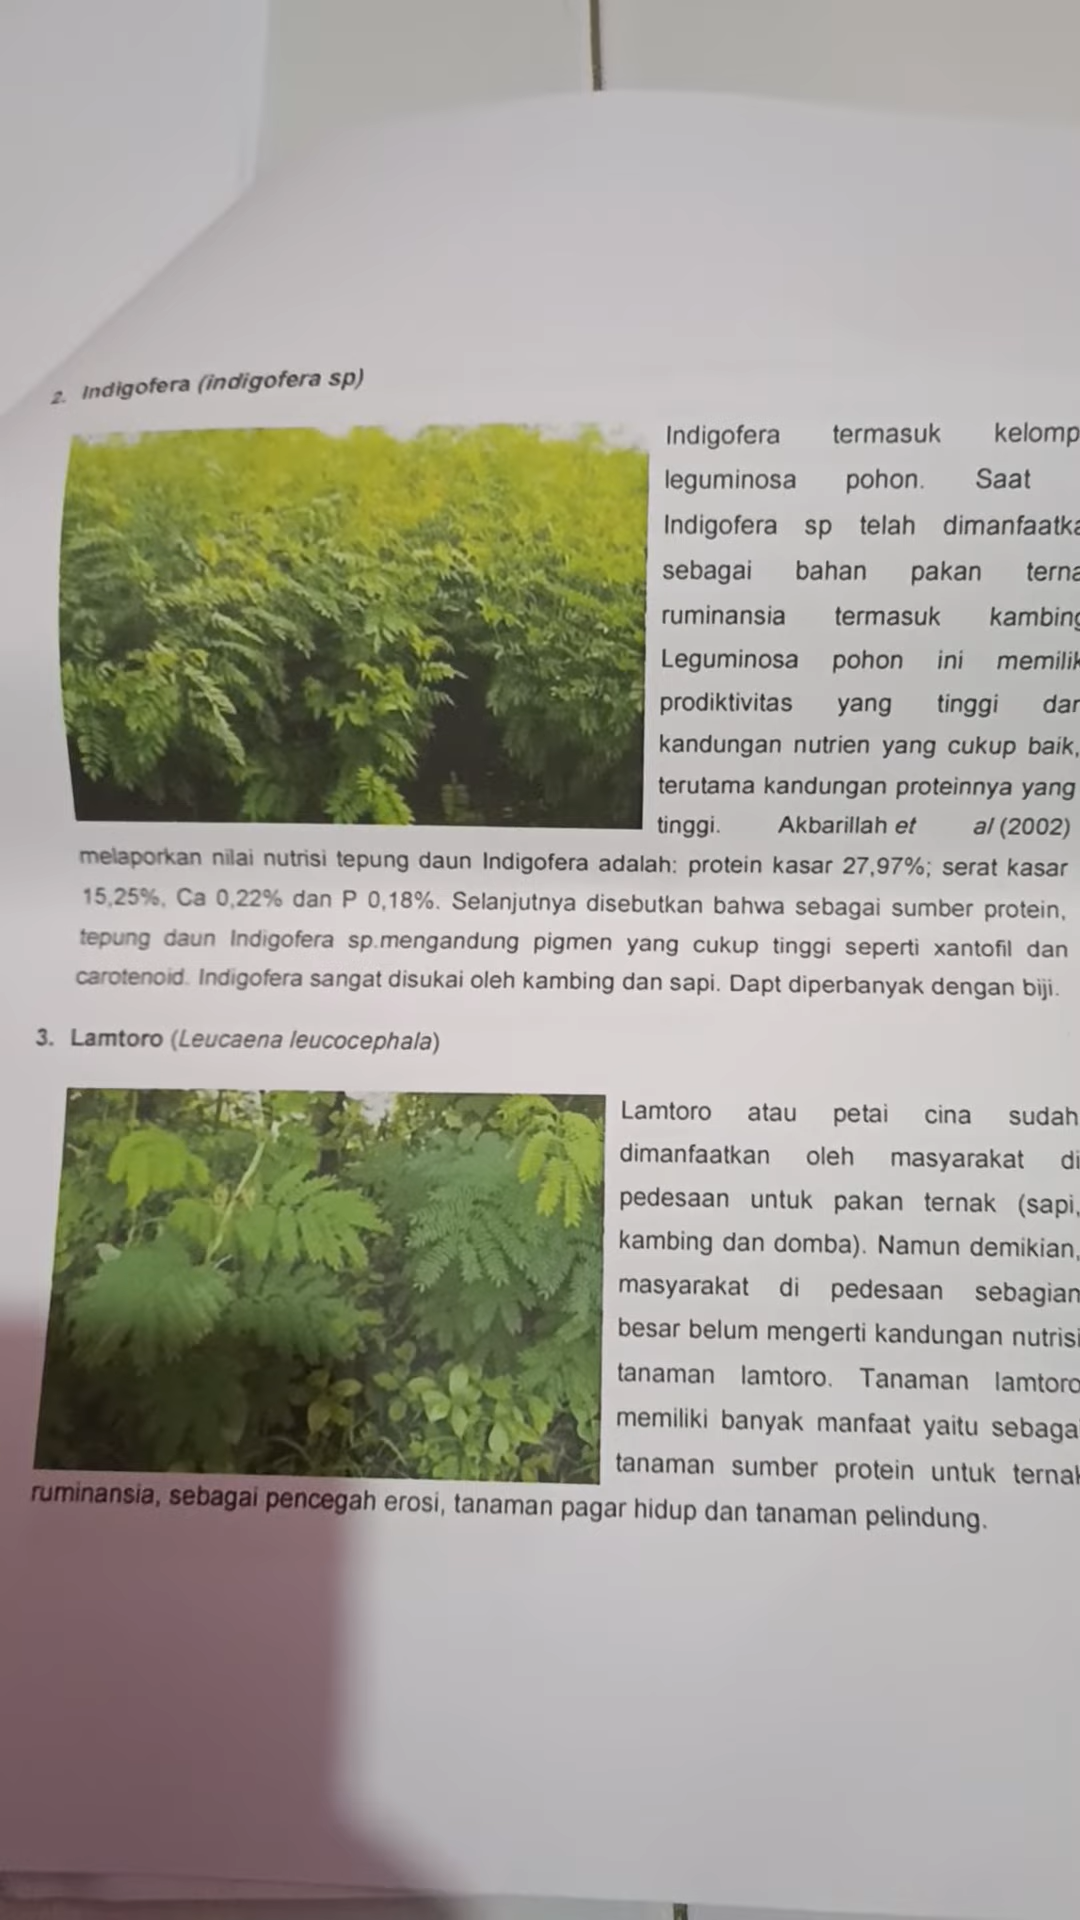 2. Indigofera (indigofera sp)
Indigofera termasuk kelomp
leguminosa pohon. Saat
Indigofera sp telah dimanfaatka
sebagai bahan pakan terna
ruminansia termasuk kambing
Leguminosa pohon ini memilik
prodiktivitas yang tinggi dan
kandungan nutrien yang cukup baik,
terutama kandungan proteinnya yang
tinggi. Akbarillah et al (2002)
melaporkan nilai nutrisi tepung daun Indigofera adalah: protein kasar 27,97%; serat kasar
15,25%, Ca 0,22% dan P 0,18%. Selanjutnya disebutkan bahwa sebagai sumber protein,
tepung daun Indigofera sp.mengandung pigmen yang cukup tinggi seperti xantofil dan
carotenoid. Indigofera sangat disukai oleh kambing dan sapi. Dapt diperbanyak dengan biji.
3. Lamtoro (Leucaena leucocephala)
Lamtoro atau petai cina sudah
dimanfaatkan oleh masyarakat di
pedesaan untuk pakan ternak (sapi,
kambing dan domba). Namun demikian,
masyarakat di pedesaan sebagian
besar belum mengerti kandungan nutrisi
tanaman lamtoro. Tanaman lamtoro
memiliki banyak manfaat yaitu sebaga
tanaman sumber protein untuk ternak
ruminansia, sebagai pencegah erosi, tanaman pagar hidup dan tanaman pelindung.